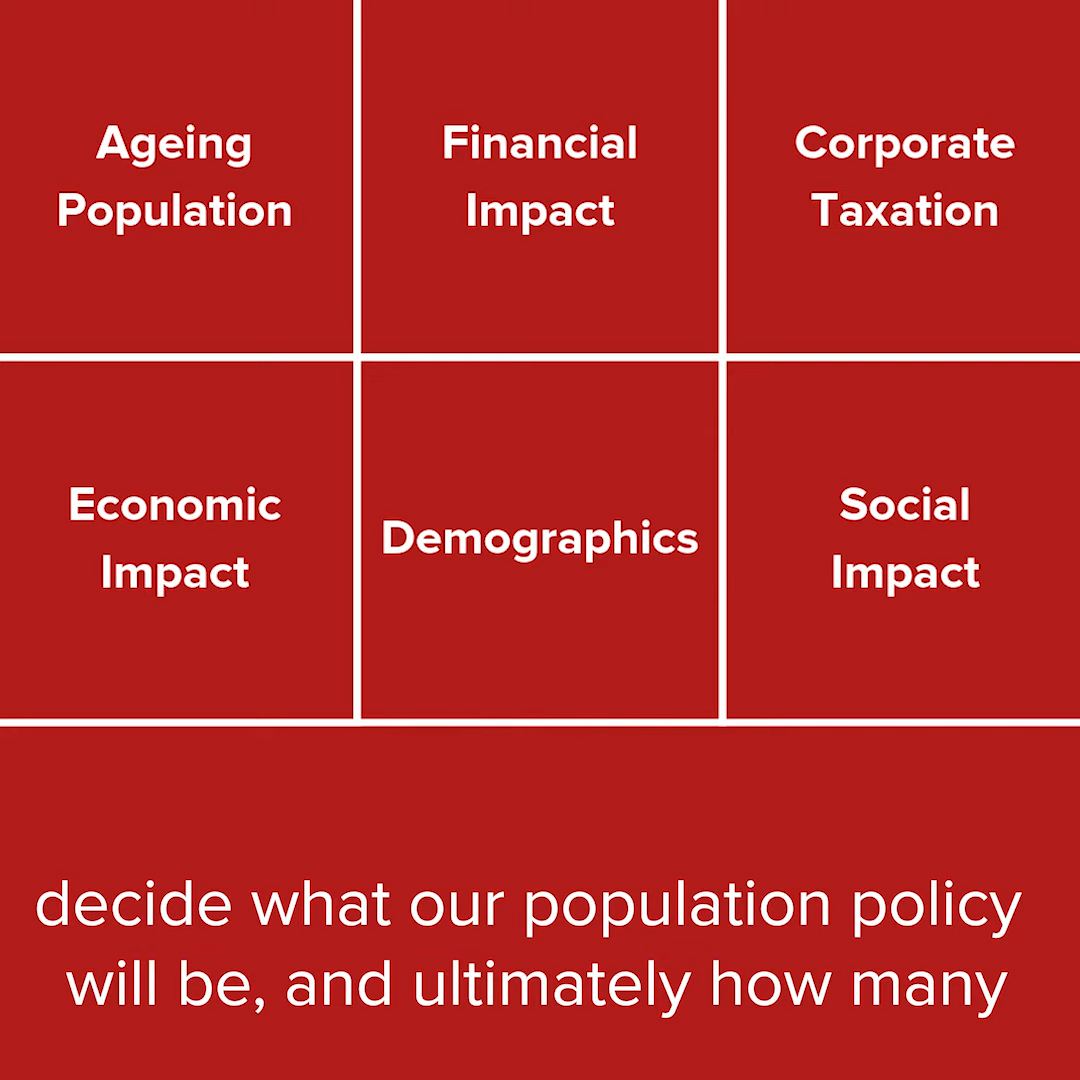 Ageing
Population
Financial
Impact
Corporate
Taxation
Economic
Impact
Demographics
Social
Impact
decide what our population policy
will be, and ultimately how many